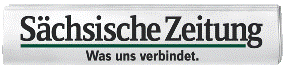 Sächsische Zeitung
Was uns verbindet.